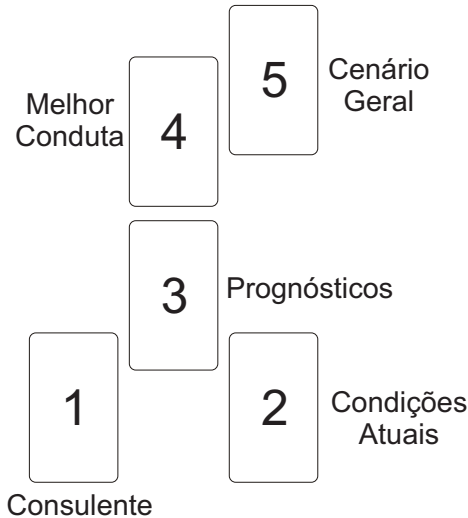 5
Cenário
Geral
Melhor
Conduta
4
3
Prognósticos
1
2
Condições
Atuais
Consulente